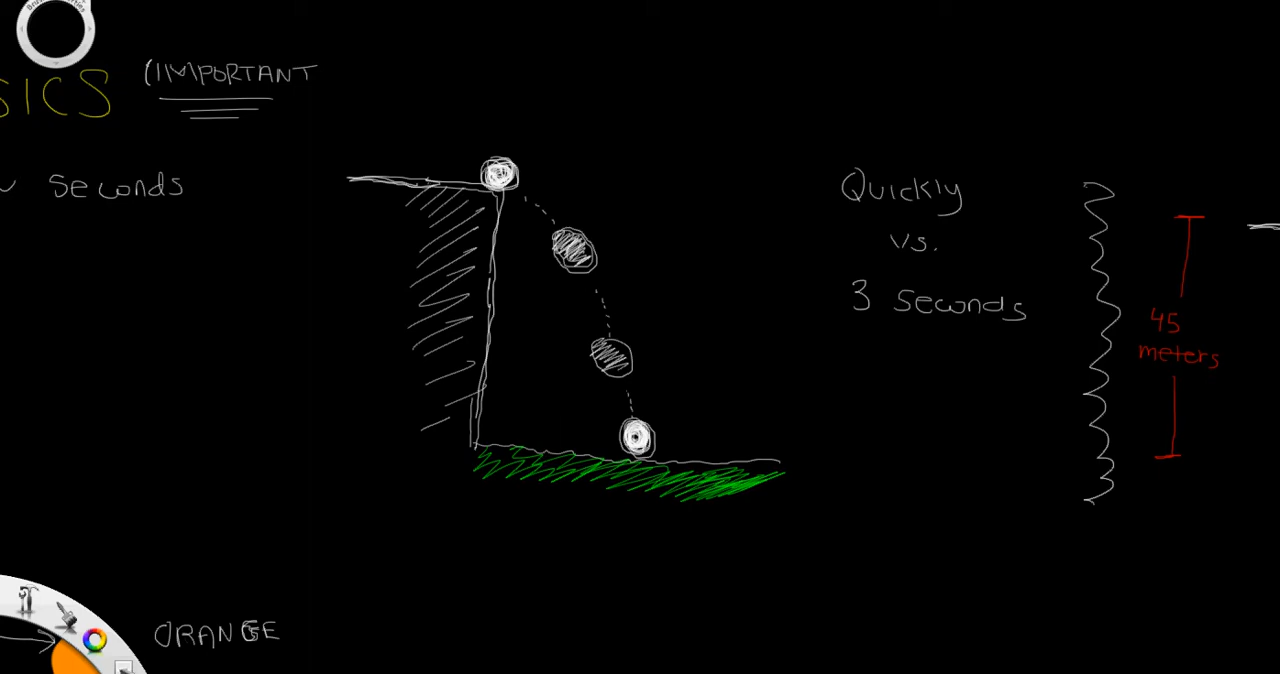 SICS
(IMPORTANT
Seconds
Quickly
vs.
3 Seconds
45
meters
ORANGE